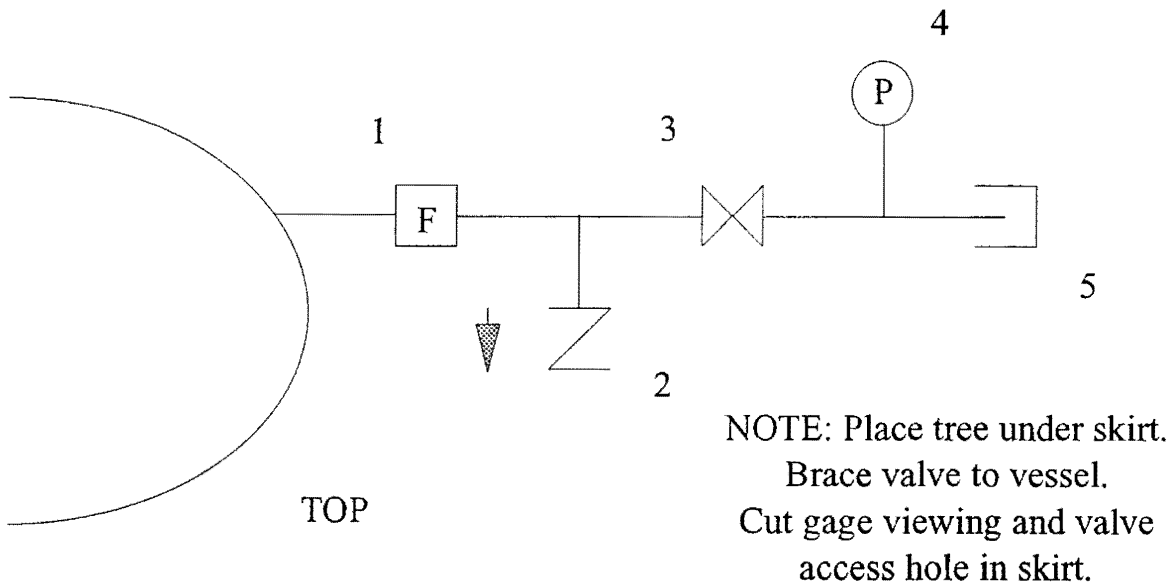 4
P
1
3
F
5
2
NOTE: Place tree under skirt.
Brace valve to vessel.
TOP
Cut gage viewing and valve
access hole in skirt.